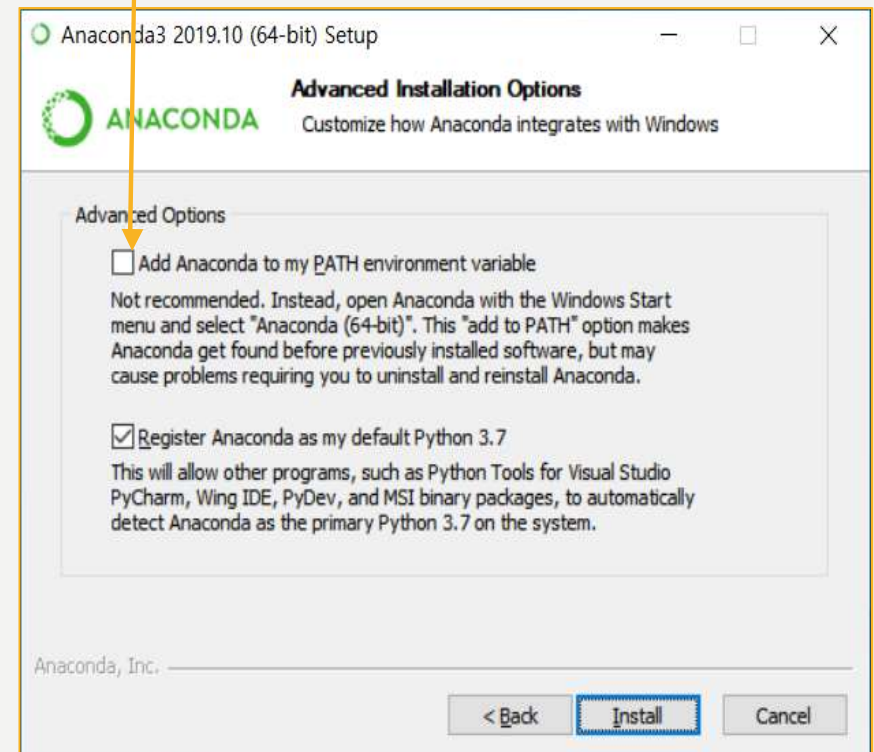 Anaconda3 2019.10 (64-bit) Setup
ANACONDA
Advanced Installation Options
Customize how Anaconda integrates with Windows
Advanced Options
Add Anaconda to my PATH environment variable
Not recommended. Instead, open Anaconda with the Windows Start
menu and select "Anaconda (64-bit)". This "add to PATH" option makes
Anaconda get found before previously installed software, but may
cause problems requiring you to uninstall and reinstall Anaconda.
Register Anaconda as my default Python 3.7
This will allow other programs, such as Python Tools for Visual Studio
PyCharm, Wing IDE, PyDev, and MSI binary packages, to automatically
detect Anaconda as the primary Python 3.7 on the system.
Anaconda, Inc.
< Back
Install
Cancel